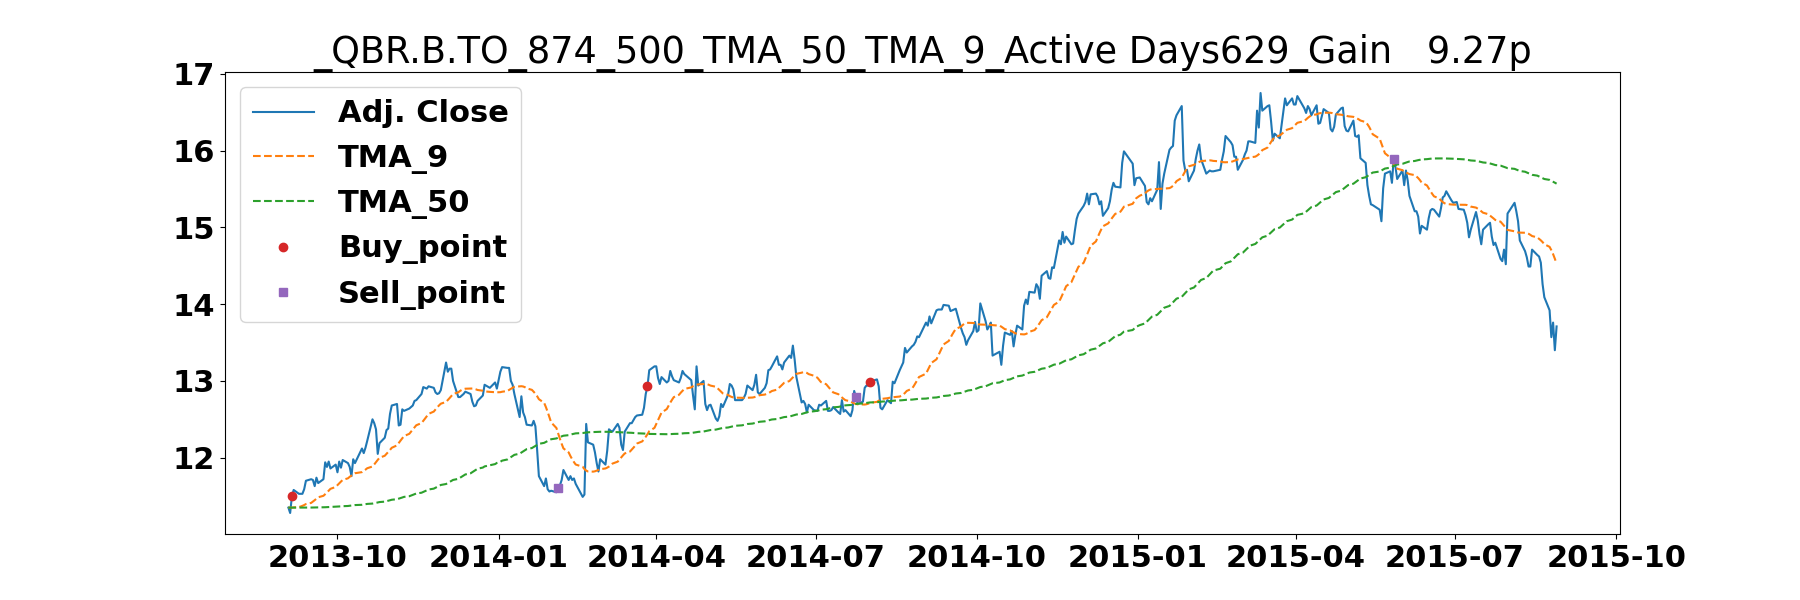 _QBR.B.TO_874_500_TMA_50_TMA_9_Active Days629_Gain   9.27p
17
16
15
14
13
12
Adj. Close
TMA_9
TMA_50
Buy_point
Sell_point
2013-10 2014-01 2014-04 2014-07 2014-10 2015-01 2015-04 2015-07 2015-10